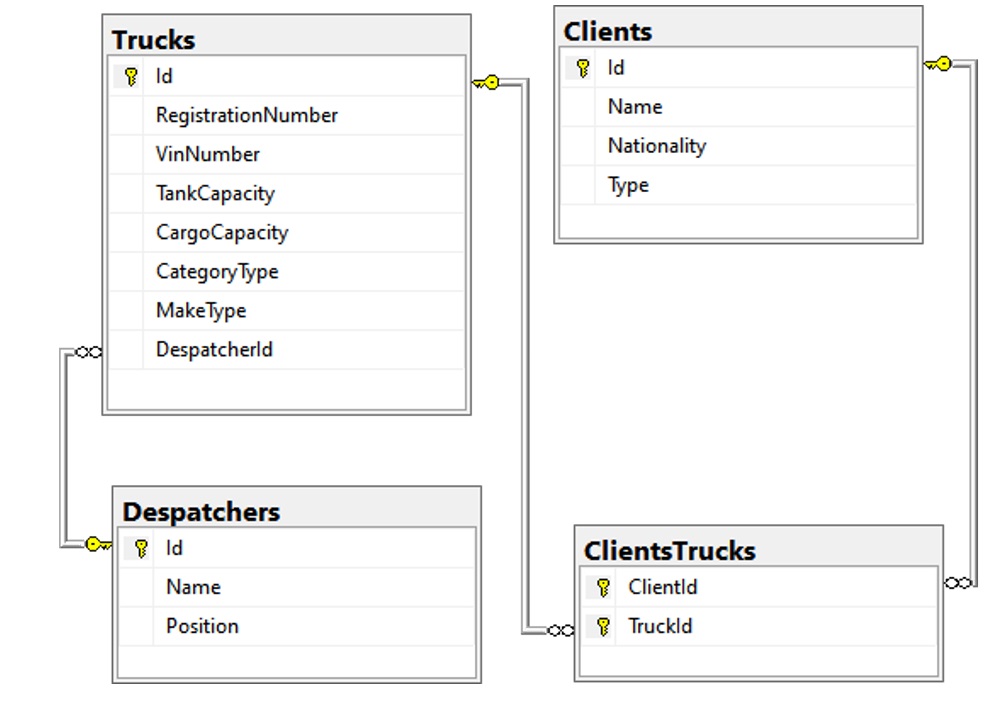 Trucks
Id
RegistrationNumber
VinNumber
TankCapacity
CargoCapacity
CategoryType
MakeType
DespatcherId
Clients
Id
Name
Nationality
Type
Despatchers
Id
Name
Position
ClientsTrucks
ClientId
TruckId